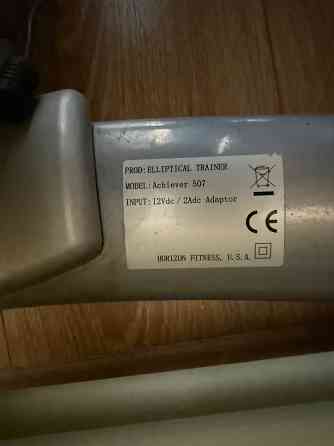 PROD:ELLIPTICAL TRAINER
MODEL:Achiever 507
INPUT:12Vdc/2Adc Adaptor
CE
HORIZON FITNESS, U.S.A.